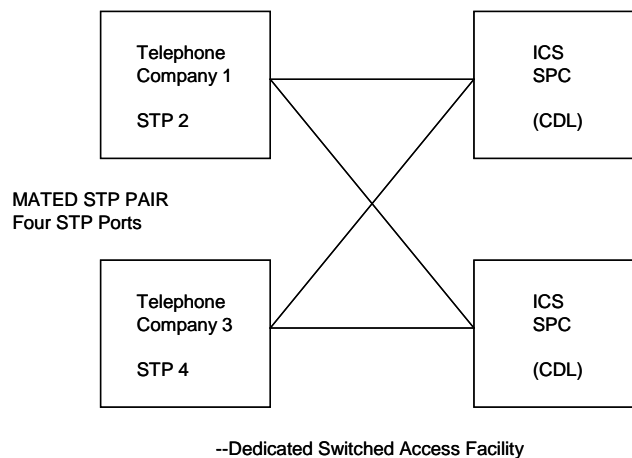 Telephone
Company 1
STP 2
ICS
SPC
(CDL)
MATED STP PAIR
Four STP Ports
Telephone
Company 3
STP 4
ICS
SPC
(CDL)
--Dedicated Switched Access Facility